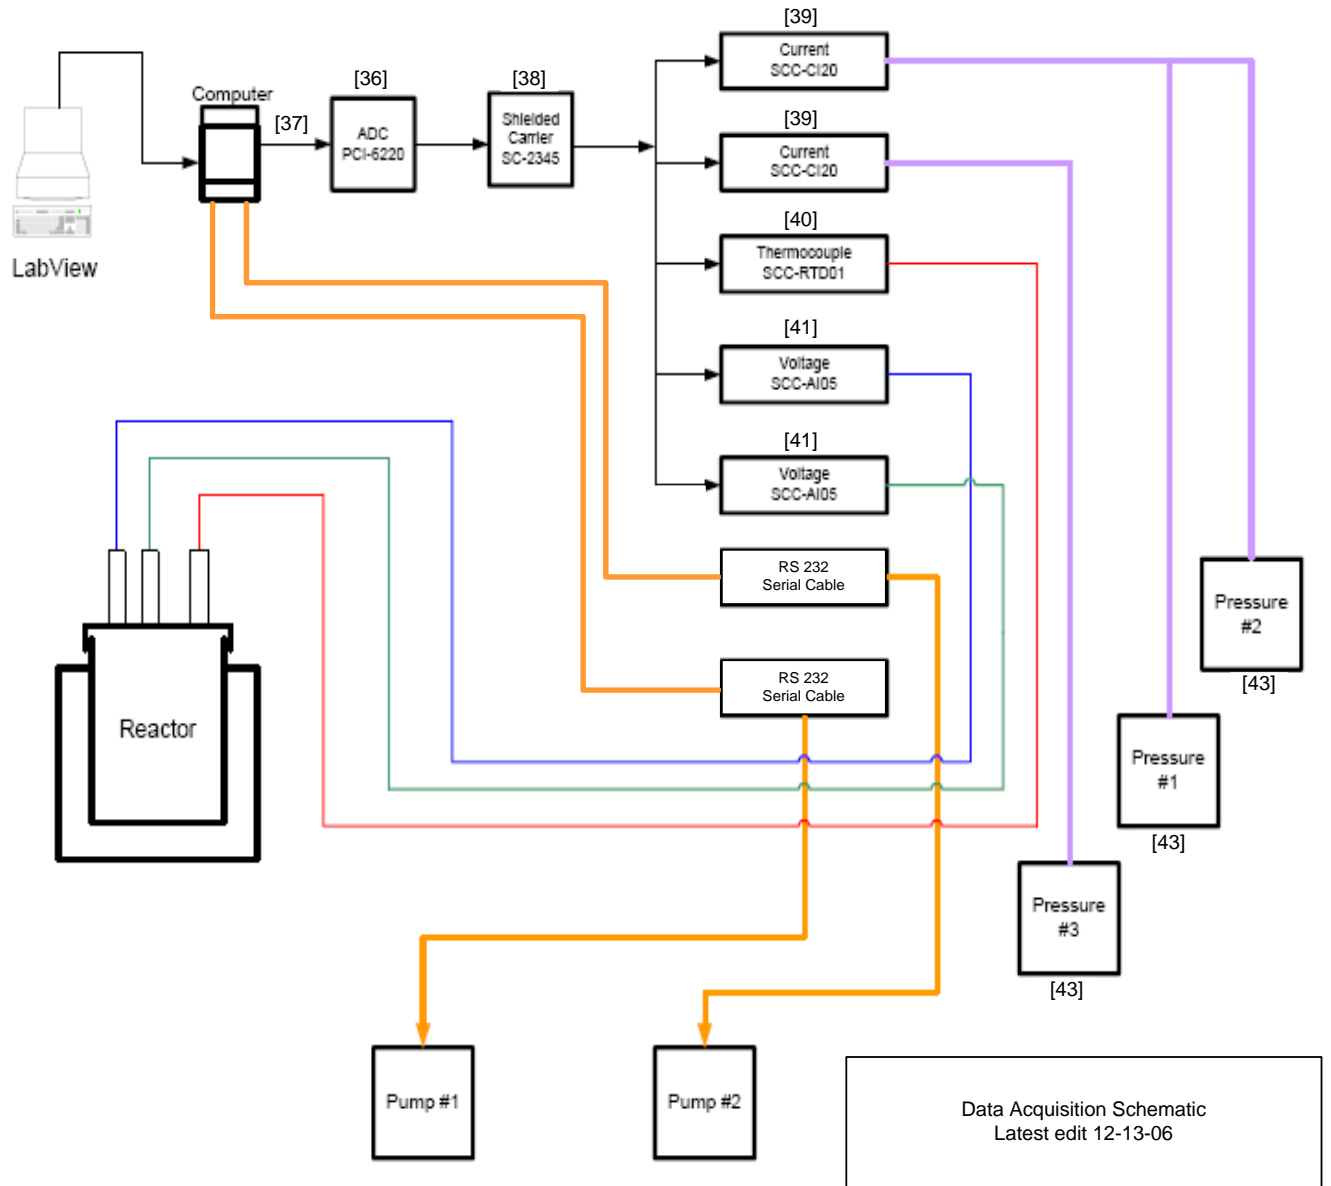 [39]
Current
SCC-CI20
[36]
[38]
Computer
[37]
ADC
PCI-6220
Shielded
Carrier
SC-2345
[39]
Current
SCC-CI20
[40]
Thermocouple
SCC-RTD01
LabView
[41]
Voltage
SCC-AI05
[41]
Voltage
SCC-AI05
RS 232
Serial Cable
Pressure
#2
[43]
RS 232
Serial Cable
Reactor
Pressure
#1
[43]
Pressure
#3
[43]
Pump #1
Pump #2
Data Acquisition Schematic
Latest edit 12-13-06